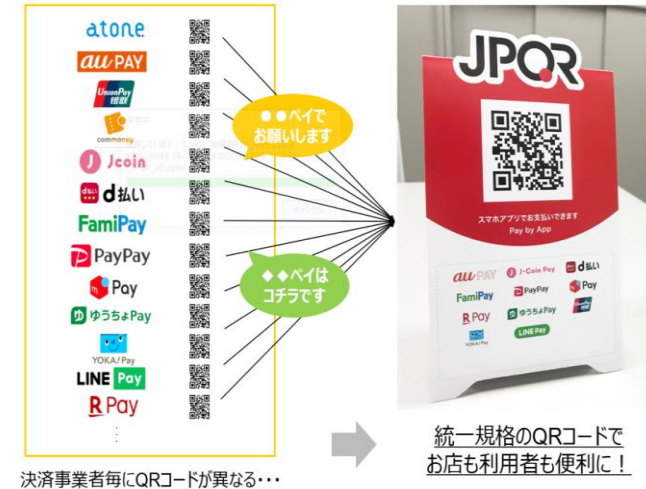 atone
au PAY
UnionPay
银联
commoney
J Jcoin
d払い
d払い
FamiPay
PayPay
Pay
ゆ ゆうちょPay
YOKA!Pay
LINE Pay
R Pay
●●ペイで
お願いします
◆◆ペイは
コチラです
決済事業者毎にQRコードが異なる・・・
JPQR
スマホアプリでお支払いできます
Pay by App
au PAY
J-Coin Pay
d払い
FamiPay
PayPay
Pay
R Pay
ゆうちょPay
UnionPay
YOKA!Pay
LINE Pay
統一規格のQRコードで
お店も利用者も便利に！